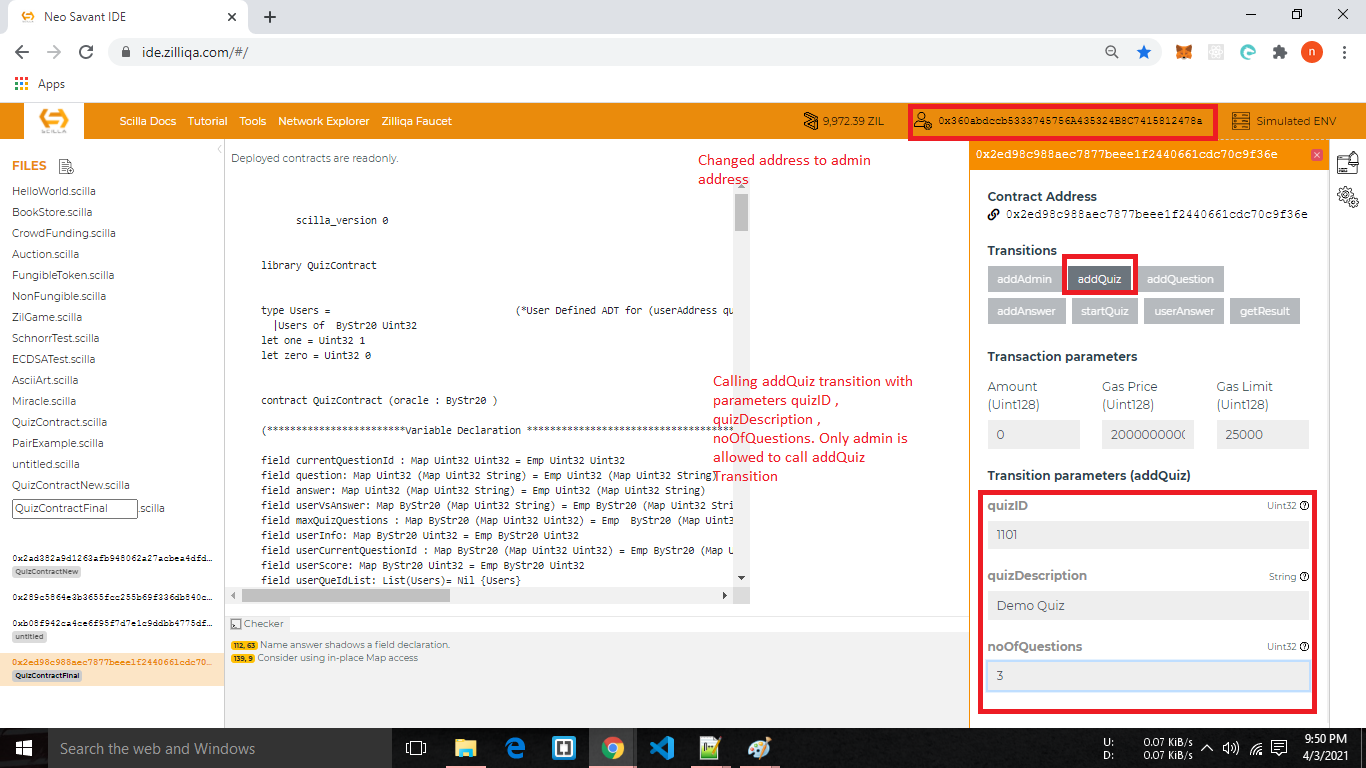 Neo Savant IDE
ide.zilliqa.com/#/
n
Apps
SCILLA
Scilla Docs Tutorial Tools Network Explorer Zilliqa Faucet
9,972.39 ZIL
0x360abdccb5333745756A435324B8C7415812478a
Simulated ENV
FILES
HelloWorld.scilla
BookStore.scilla
CrowdFunding.scilla
Auction.scilla
FungibleToken.scilla
NonFungible.scilla
ZilGame.scilla
SchnorrTest.scilla
ECDSATest.scilla
AsciiArt.scilla
Miracle.scilla
QuizContract.scilla
PairExample.scilla
untitled.scilla
QuizContractNew.scilla
QuizContractFinal .scilla
0x2ad382a9d1263afb948062a27acbea4dfd...
QuizContractNew
0x289c5864e3b3655fcc255b69f336db840c...
0xb08f942ca4ce6f95f7d7e1c9ddbb4775df...
untitled
0x2ed98c988aec7877beee1f2440661cdc70...
QuizContractFinal
Deployed contracts are readonly.
Changed address to admin
address
scilla_version 0
library QuizContract
type Users = (*User Defined ADT for (userAddress qu
|Users of ByStr20 Uint32
let one = Uint32 1
let zero = Uint32 0
contract QuizContract (oracle : ByStr20 )
(************************Variable Declaration ************************************
field currentQuestionId : Map Uint32 Uint32 = Emp Uint32 Uint32
field question: Map Uint32 (Map Uint32 String) = Emp Uint32 (Map Uint32 String)
field answer: Map Uint32 (Map Uint32 String) = Emp Uint32 (Map Uint32 String)
field userVsAnswer: Map ByStr20 (Map Uint32 String) = Emp ByStr20 (Map Uint32 Stri
field maxQuizQuestions : Map ByStr20 (Map Uint32 Uint32) = Emp ByStr20 (Map Uint3
field userInfo: Map ByStr20 Uint32 = Emp ByStr20 Uint32
field userCurrentQuestionId : Map ByStr20 (Map Uint32 Uint32) = Emp ByStr20 (Map U
field userScore: Map ByStr20 Uint32 = Emp ByStr20 Uint32
field userQueIdList: List(Users)= Nil {Users}
Calling addQuiz transition with
parameters quizID ,
quizDescription ,
noOfQuestions. Only admin is
allowed to call addQuiz
Transition
Checker
112, 63 Name answer shadows a field declaration.
139, 9 Consider using in-place Map access
0x2ed98c988aec7877beee1f2440661cdc70c9f36e
Contract Address
0x2ed98c988aec7877beee1f2440661cdc70c9f36e
Transitions
addAdmin addQuiz addQuestion
addAnswer startQuiz userAnswer getResult
Transaction parameters
Amount Gas Price Gas Limit
(Uint128) (Uint128) (Uint128)
0 2000000000 25000
Transition parameters (addQuiz)
quizID Uint32
1101
quizDescription String
Demo Quiz
noOfQuestions Uint32
3
Search the web and Windows
U: 0.07 KiB/s
D: 0.07 KiB/s
9:50 PM
4/3/2021